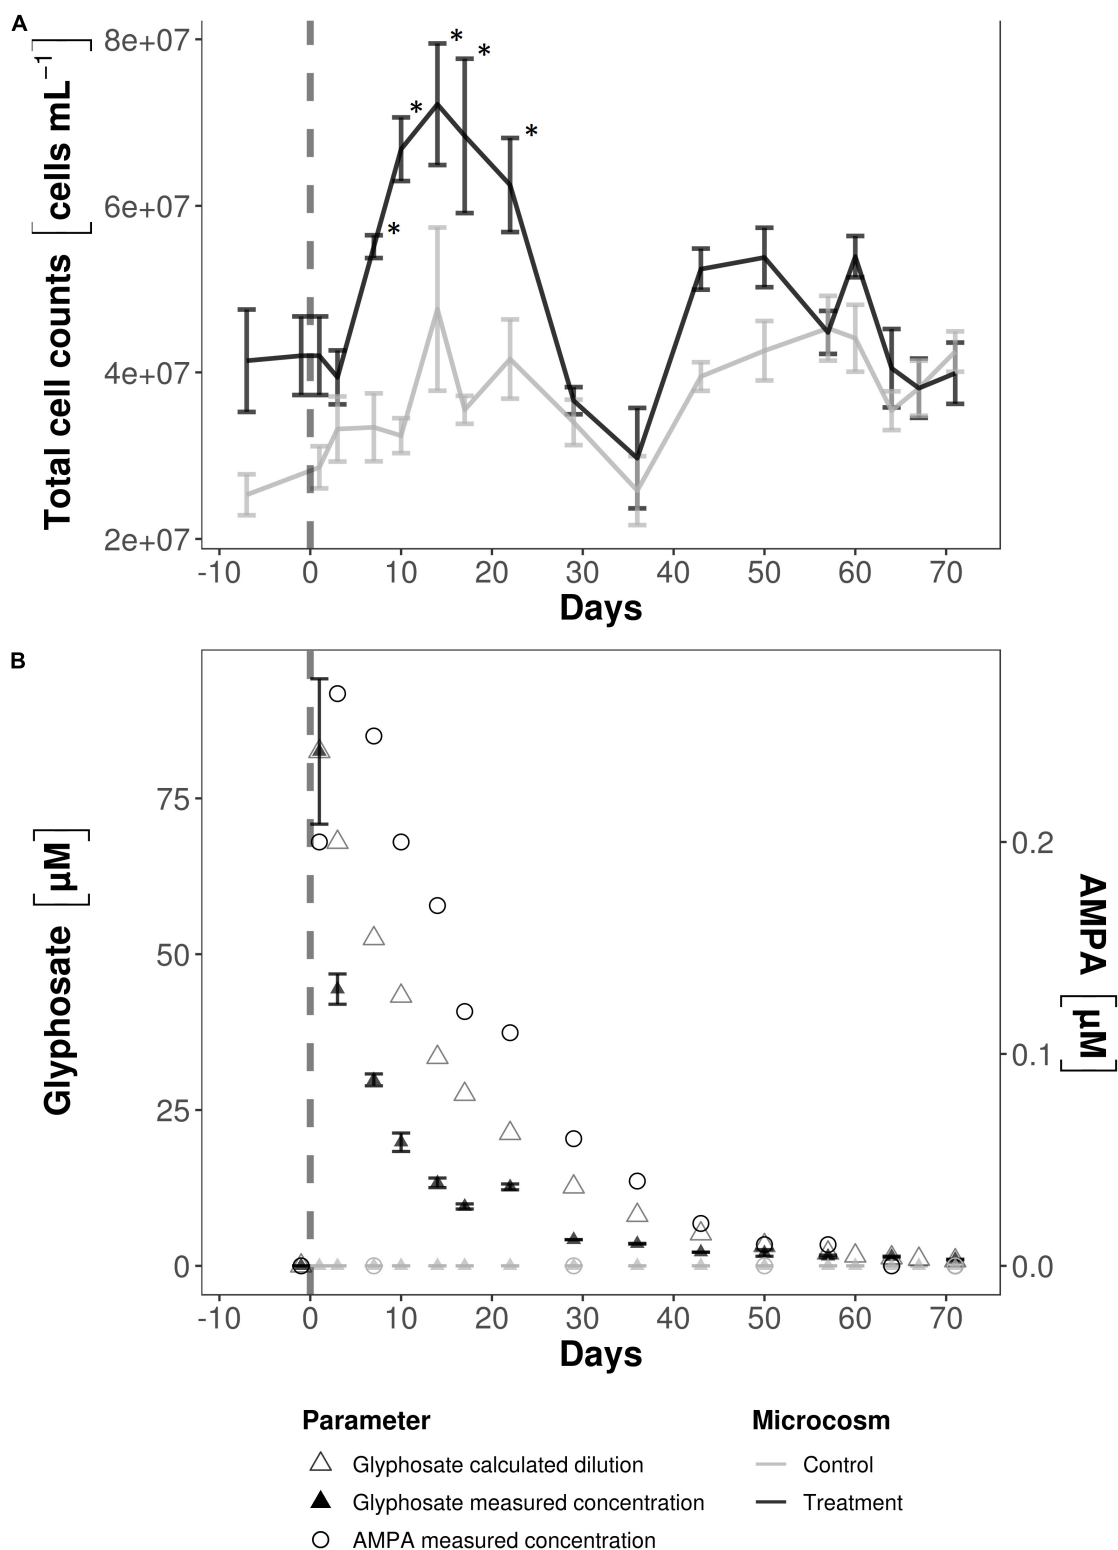 A
Total cell counts [cells mL⁻¹]
8e+07
6e+07
4e+07
2e+07
*
*
*
*
*
-10 0 10 20 30 40 50 60 70
Days
B
Glyphosate [µM]
75
50
25
0
AMPA [µM]
0.2
0.1
0.0
-10 0 10 20 30 40 50 60 70
Days
Parameter
Glyphosate calculated dilution
Glyphosate measured concentration
AMPA measured concentration
Microcosm
Control
Treatment